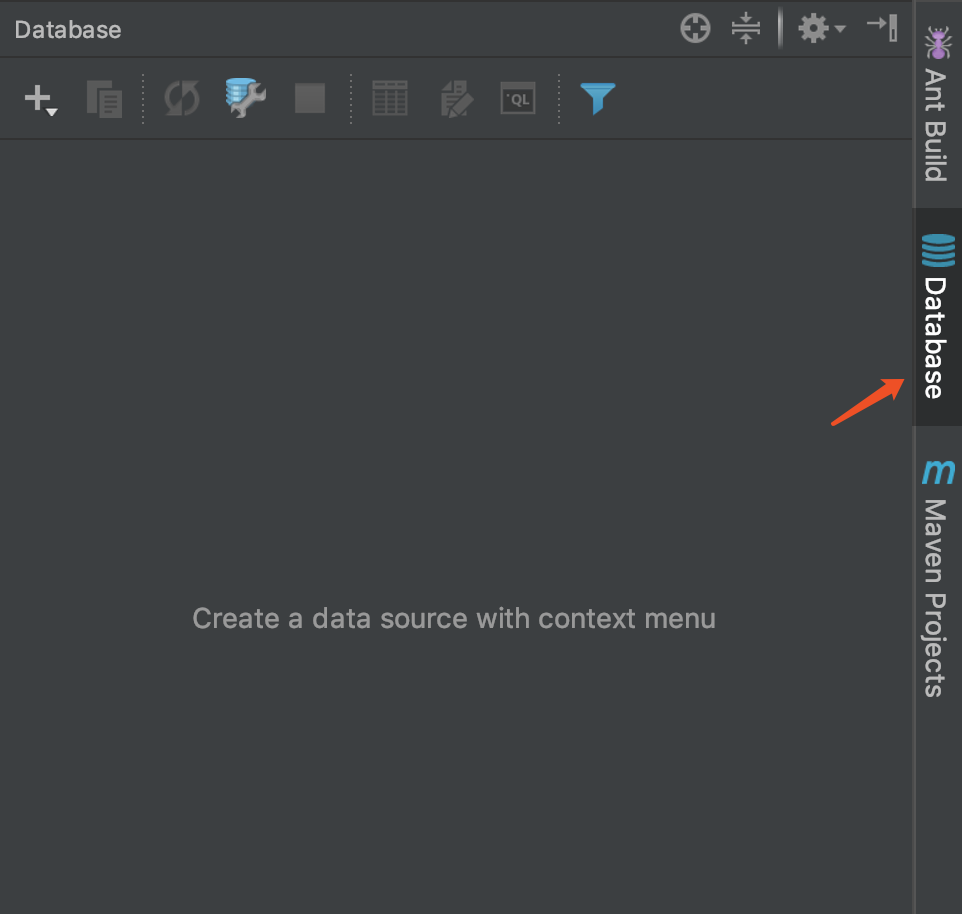 Database
Ant Build
Database
Maven Projects
QL
Create a data source with context menu